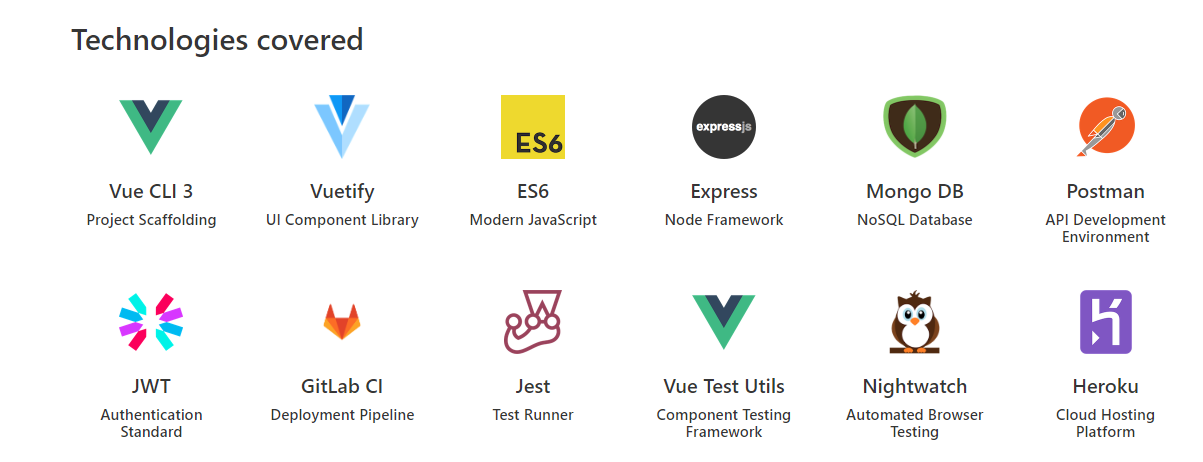 Technologies covered
ES6
expressjs
Vue CLI 3
Vuetify
ES6
Express
Mongo DB
Postman
Project Scaffolding
UI Component Library
Modern JavaScript
Node Framework
NoSQL Database
API Development
Environment
JWT
GitLab CI
Jest
Vue Test Utils
Nightwatch
Heroku
Authentication
Standard
Deployment Pipeline
Test Runner
Component Testing
Framework
Automated Browser
Testing
Cloud Hosting
Platform